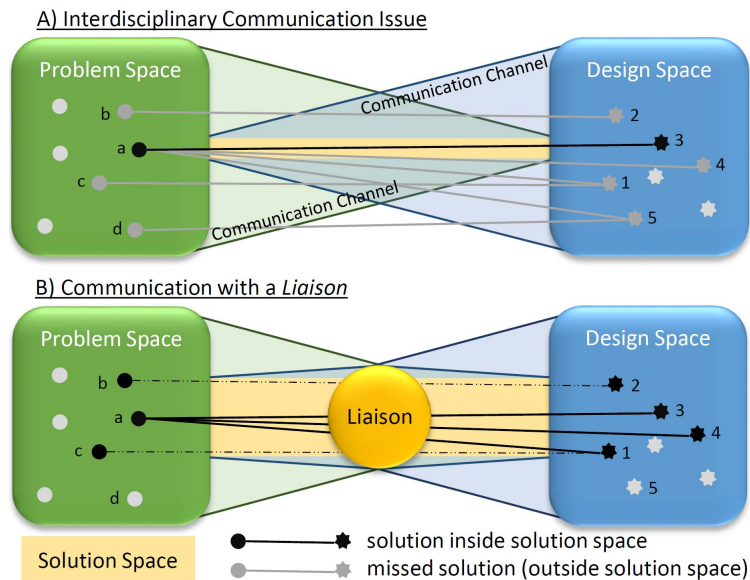 A) Interdisciplinary Communication Issue
Problem Space
Design Space
Communication Channel
b
2
a
3
4
c
1
Communication Channel
d
5
B) Communication with a Liaison
Problem Space
Design Space
b
2
a
Liaison
3
4
c
1
d
5
Solution Space
solution inside solution space
missed solution (outside solution space)